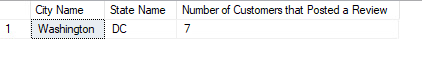 City Name State Name Number of Customers that Posted a Review
1 Washington DC 7